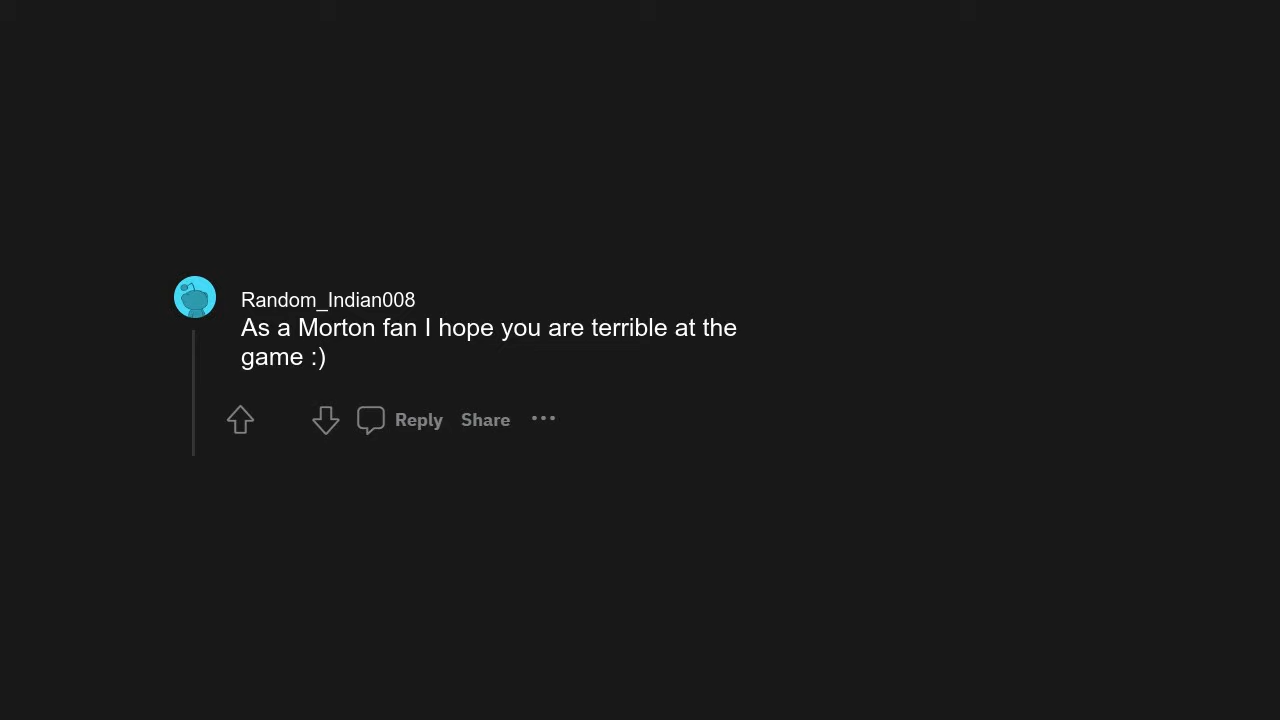 Random_Indian008
As a Morton fan I hope you are terrible at the
game :)
Reply Share